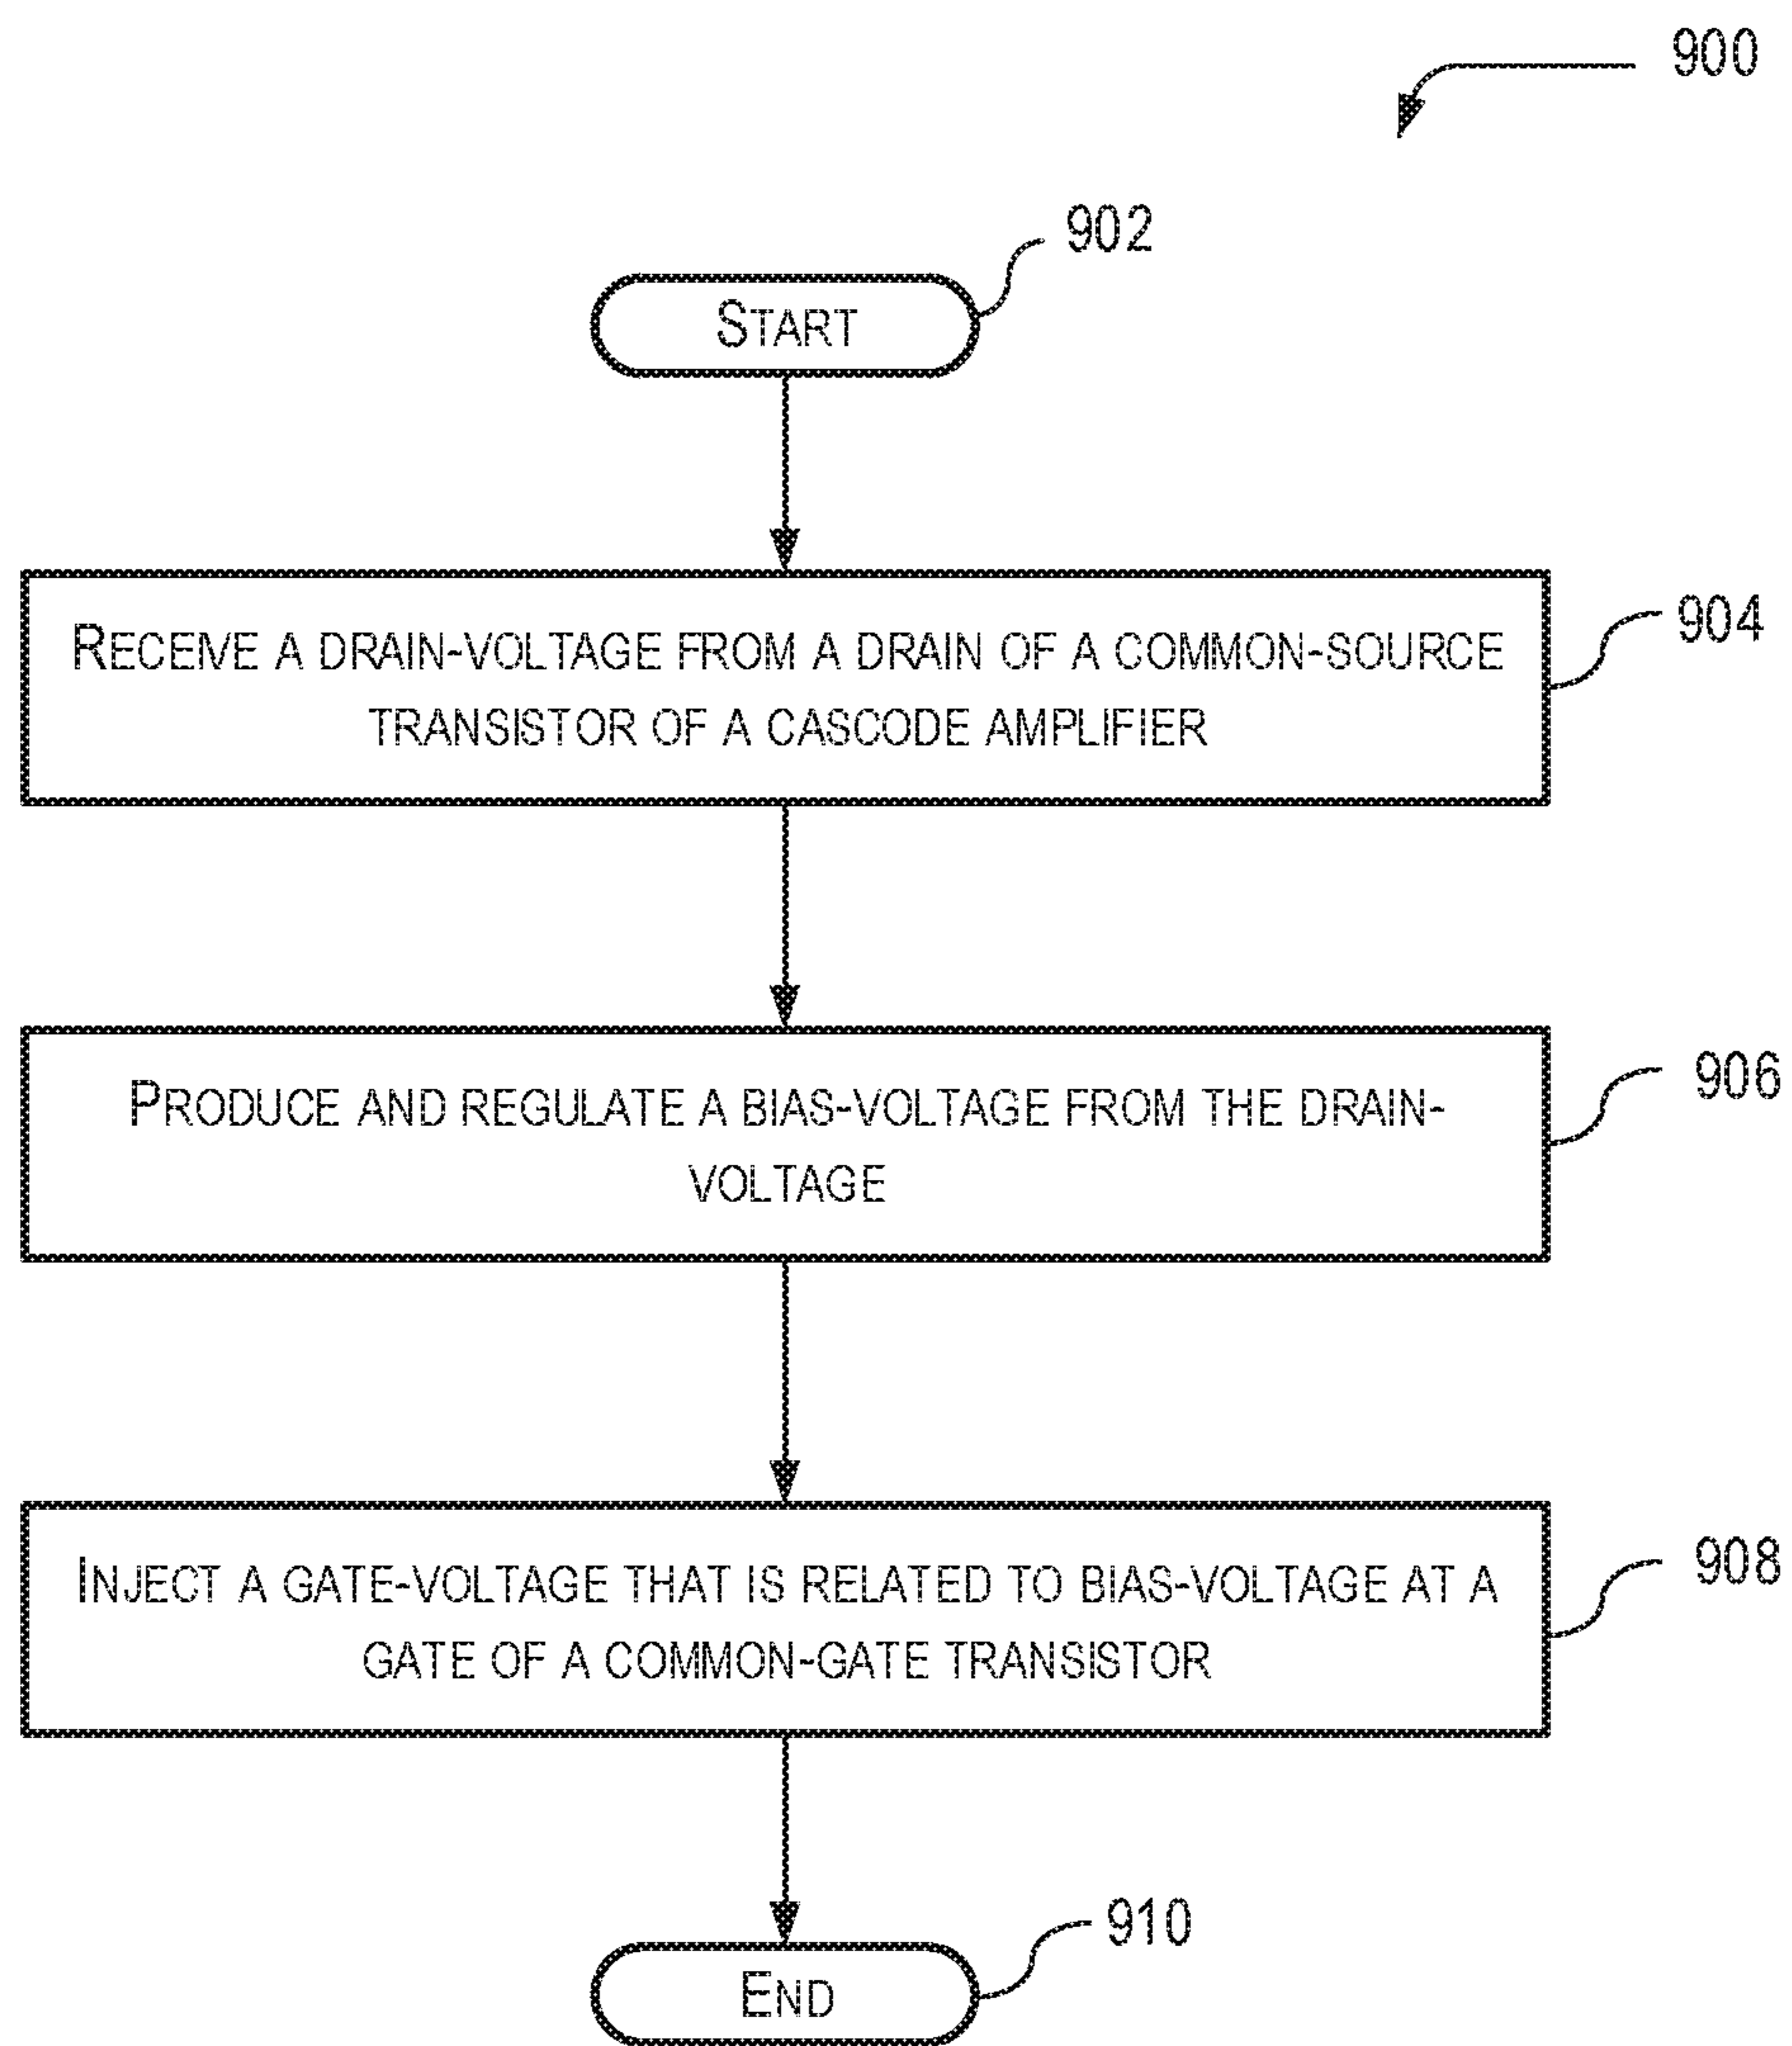 900
902
START
RECEIVE A DRAIN-VOLTAGE FROM A DRAIN OF A COMMON-SOURCE
TRANSISTOR OF A CASCODE AMPLIFIER
904
PRODUCE AND REGULATE A BIAS-VOLTAGE FROM THE DRAIN-
VOLTAGE
906
INJECT A GATE-VOLTAGE THAT IS RELATED TO BIAS-VOLTAGE AT A
GATE OF A COMMON-GATE TRANSISTOR
908
910
END